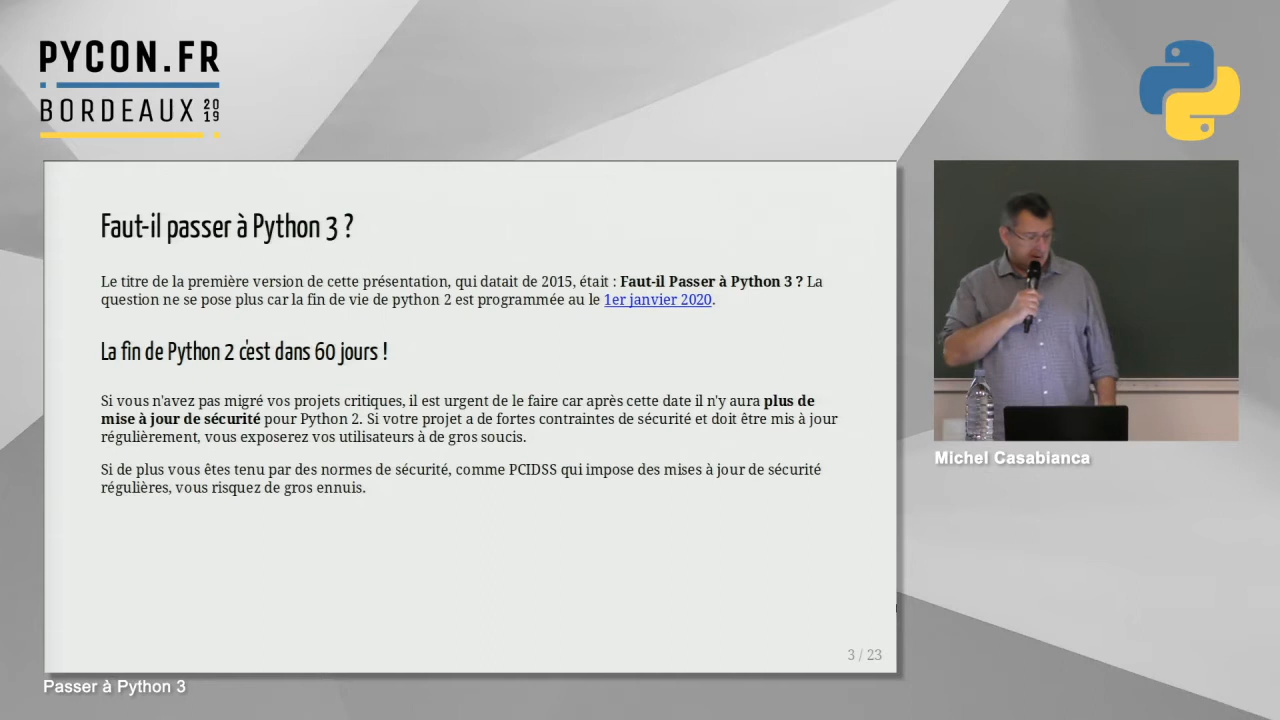 PYCON.FR
BORDEAUX 2019
Faut-il passer à Python 3 ?
Le titre de la première version de cette présentation, qui datait de 2015, était : Faut-il Passer à Python 3 ? La
question ne se pose plus car la fin de vie de python 2 est programmée au le 1er janvier 2020.
La fin de Python 2 c'est dans 60 jours !
Si vous n'avez pas migré vos projets critiques, il est urgent de le faire car après cette date il n'y aura plus de
mise à jour de sécurité pour Python 2. Si votre projet a de fortes contraintes de sécurité et doit être mis à jour
régulièrement, vous exposerez vos utilisateurs à de gros soucis.
Si de plus vous êtes tenu par des normes de sécurité, comme PCIDSS qui impose des mises à jour de sécurité
régulières, vous risquez de gros ennuis.
3 / 23
Michel Casabianca
Passer à Python 3